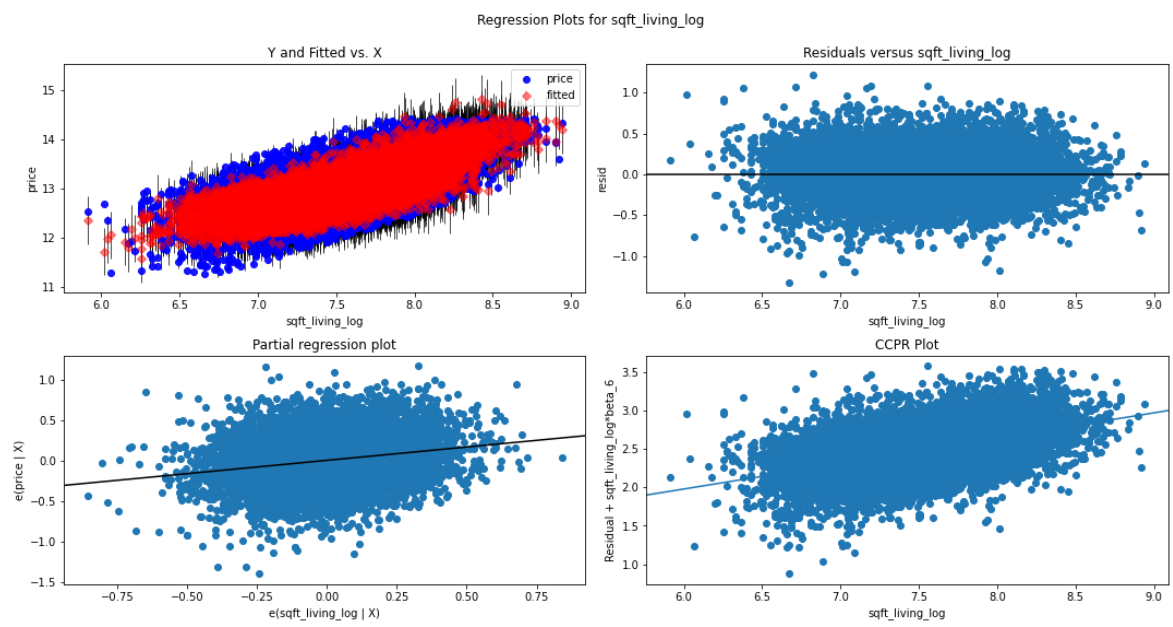 Regression Plots for sqft_living_log
Y and Fitted vs. X
price
fitted
price
15
14
13
12
11
6.0 6.5 7.0 7.5 8.0 8.5 9.0
sqft_living_log
Residuals versus sqft_living_log
resid
1.0
0.5
0.0
−0.5
−1.0
6.0 6.5 7.0 7.5 8.0 8.5 9.0
sqft_living_log
Partial regression plot
e(price | X)
1.0
0.5
0.0
−0.5
−1.0
−1.5
−0.75 −0.50 −0.25 0.00 0.25 0.50 0.75
e(sqft_living_log | X)
CCPR Plot
Residual + sqft_living_log*beta_6
3.5
3.0
2.5
2.0
1.5
1.0
6.0 6.5 7.0 7.5 8.0 8.5 9.0
sqft_living_log